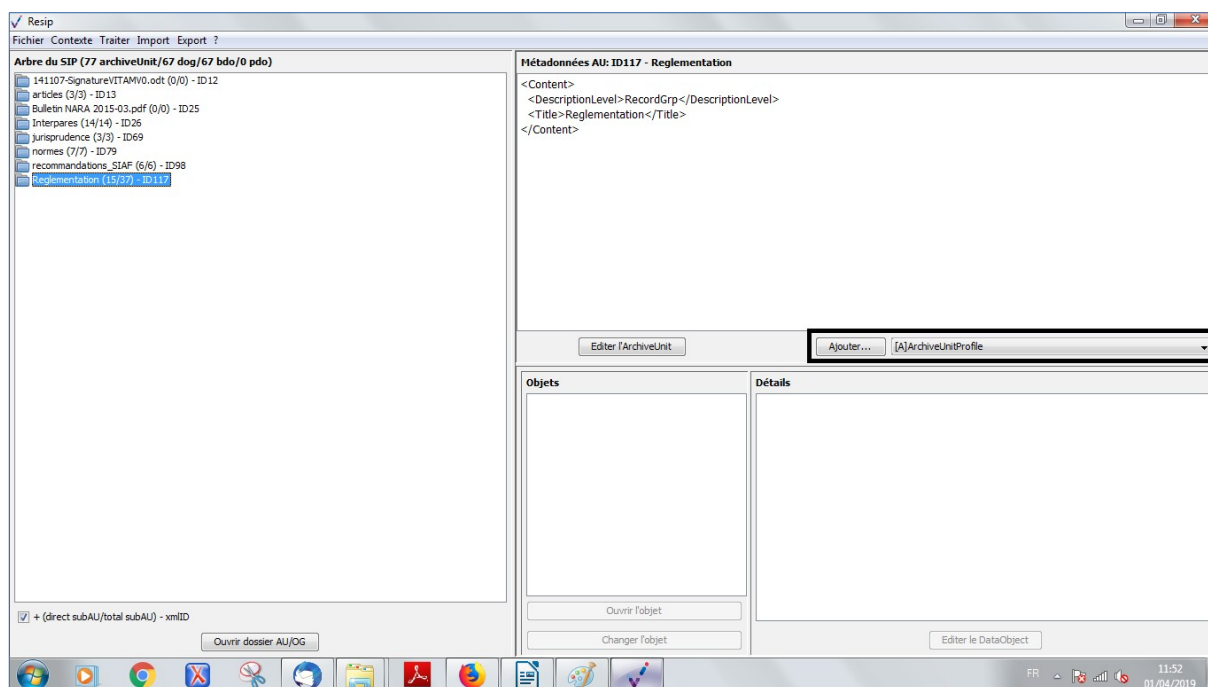 Resip
Fichier Contexte Traiter Import Export ?
Arbre du SIP (77 archiveUnit/67 dog/67 bdo/0 pdo)
141107-SignatureVITAMV0.odt (0/0) - ID12
articles (3/3) - ID13
Bulletin NARA 2015-03.pdf (0/0) - ID25
Interpares (14/14) - ID26
jurisprudence (3/3) - ID69
normes (7/7) - ID79
recommandations_SIAF (6/6) - ID98
Reglementation (15/37) - ID117
+ (direct subAU/total subAU) - xmlID
Ouvrir dossier AU/OG
Métadonnées AU: ID117 - Reglementation
<Content>
<DescriptionLevel>RecordGrp</DescriptionLevel>
<Title>Reglementation</Title>
</Content>
Editer l'ArchiveUnit
Ajouter...
[A]ArchiveUnitProfile
Objets
Ouvrir l'objet
Changer l'objet
Détails
Editer le DataObject
FR
11:52
01/04/2019